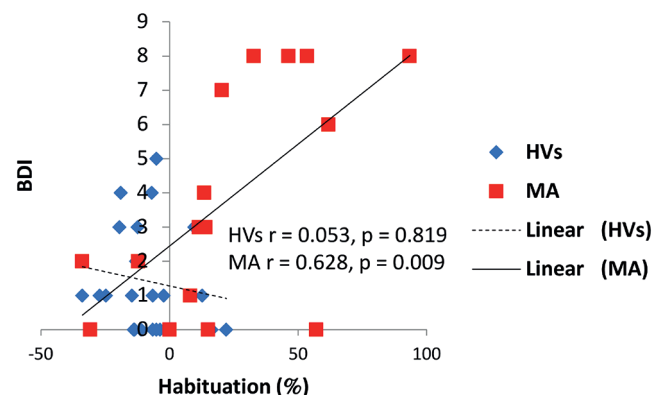 9
8
7
6
5
4
3
2
1
0
BDI
-50 0 50 100
Habituation (%)
HVs r = 0.053, p = 0.819
MA r = 0.628, p = 0.009
HVs
MA
Linear (HVs)
Linear (MA)